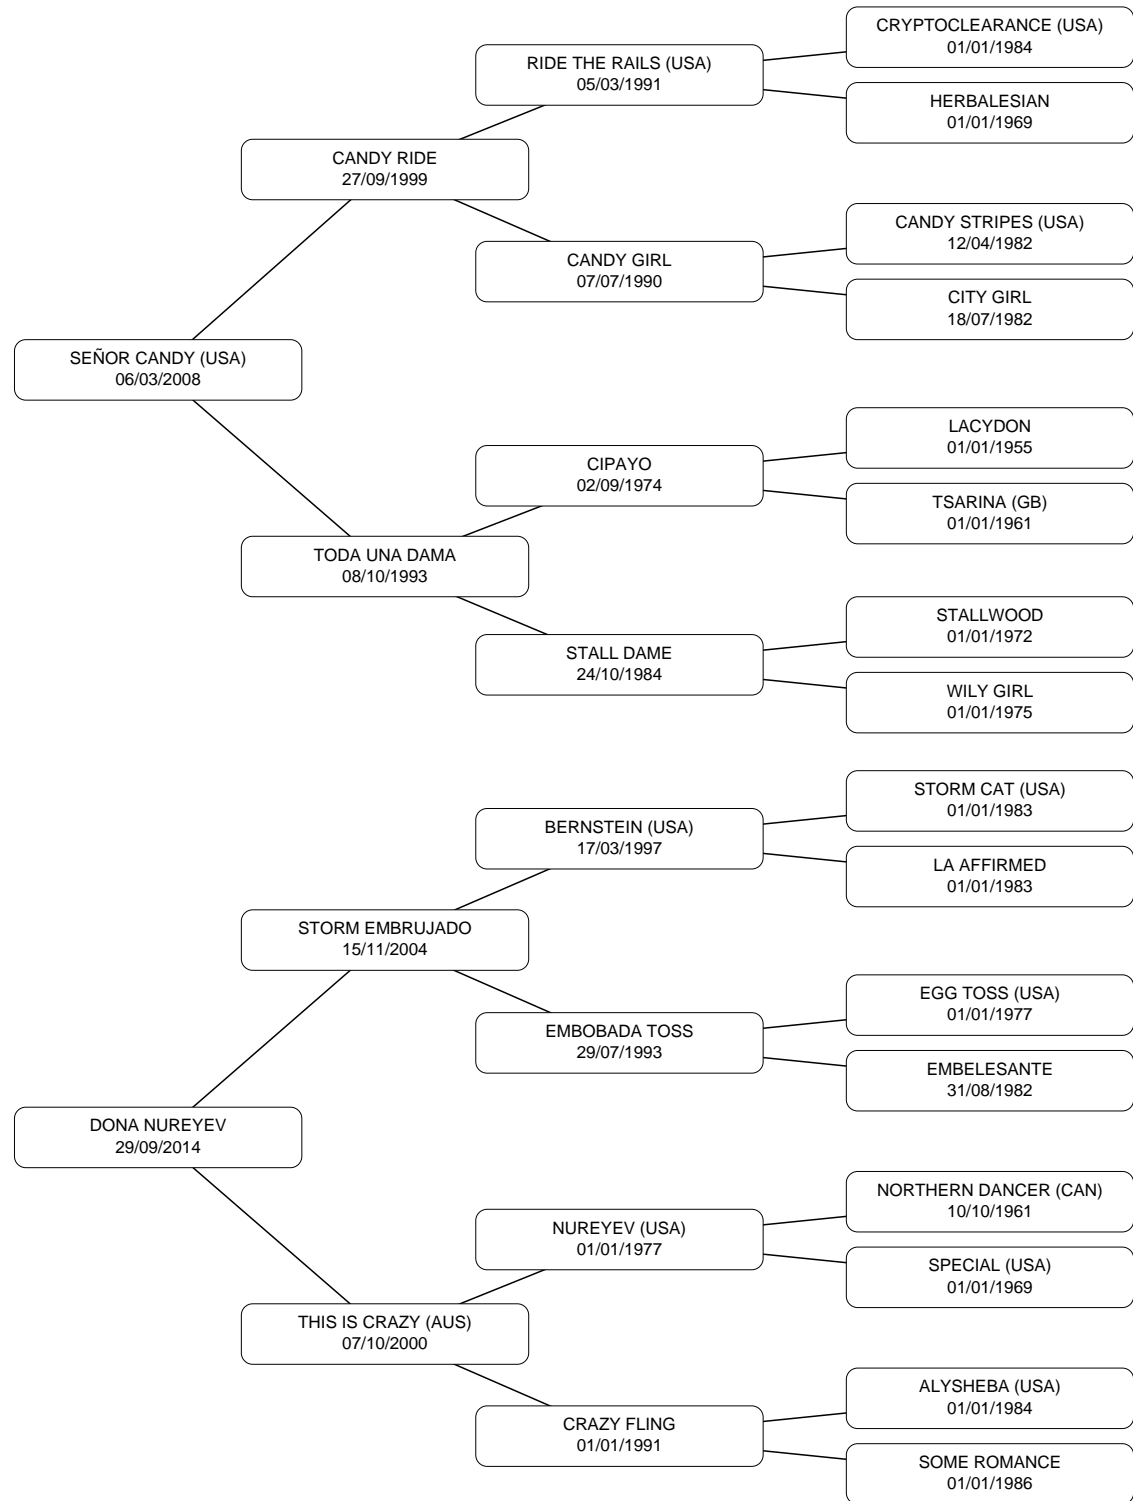 CRYPTOCLEARANCE (USA)
01/01/1984
RIDE THE RAILS (USA)
05/03/1991
HERBALESIAN
01/01/1969
CANDY RIDE
27/09/1999
CANDY STRIPES (USA)
12/04/1982
CANDY GIRL
07/07/1990
CITY GIRL
18/07/1982
SEÑOR CANDY (USA)
06/03/2008
LACYDON
01/01/1955
CIPAYO
02/09/1974
TSARINA (GB)
01/01/1961
TODA UNA DAMA
08/10/1993
STALLWOOD
01/01/1972
STALL DAME
24/10/1984
WILY GIRL
01/01/1975
STORM CAT (USA)
01/01/1983
BERNSTEIN (USA)
17/03/1997
LA AFFIRMED
01/01/1983
STORM EMBRUJADO
15/11/2004
EGG TOSS (USA)
01/01/1977
EMBOBADA TOSS
29/07/1993
EMBELESANTE
31/08/1982
DONA NUREYEV
29/09/2014
NORTHERN DANCER (CAN)
10/10/1961
NUREYEV (USA)
01/01/1977
SPECIAL (USA)
01/01/1969
THIS IS CRAZY (AUS)
07/10/2000
ALYSHEBA (USA)
01/01/1984
CRAZY FLING
01/01/1991
SOME ROMANCE
01/01/1986